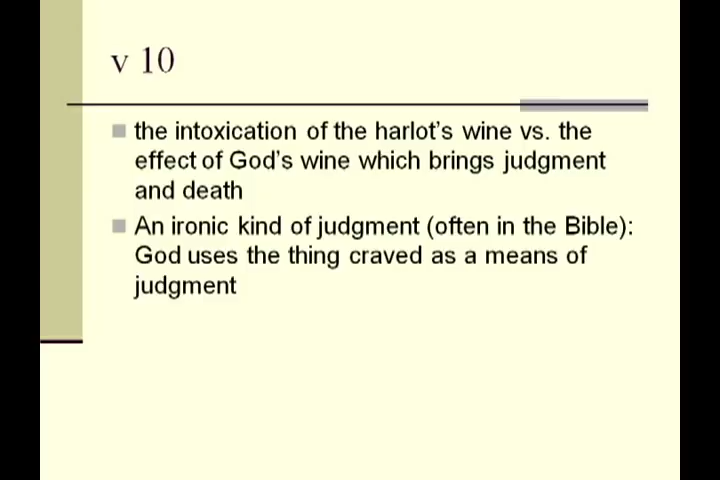 v 10
the intoxication of the harlot's wine vs. the
effect of God's wine which brings judgment
and death
An ironic kind of judgment (often in the Bible):
God uses the thing craved as a means of
judgment